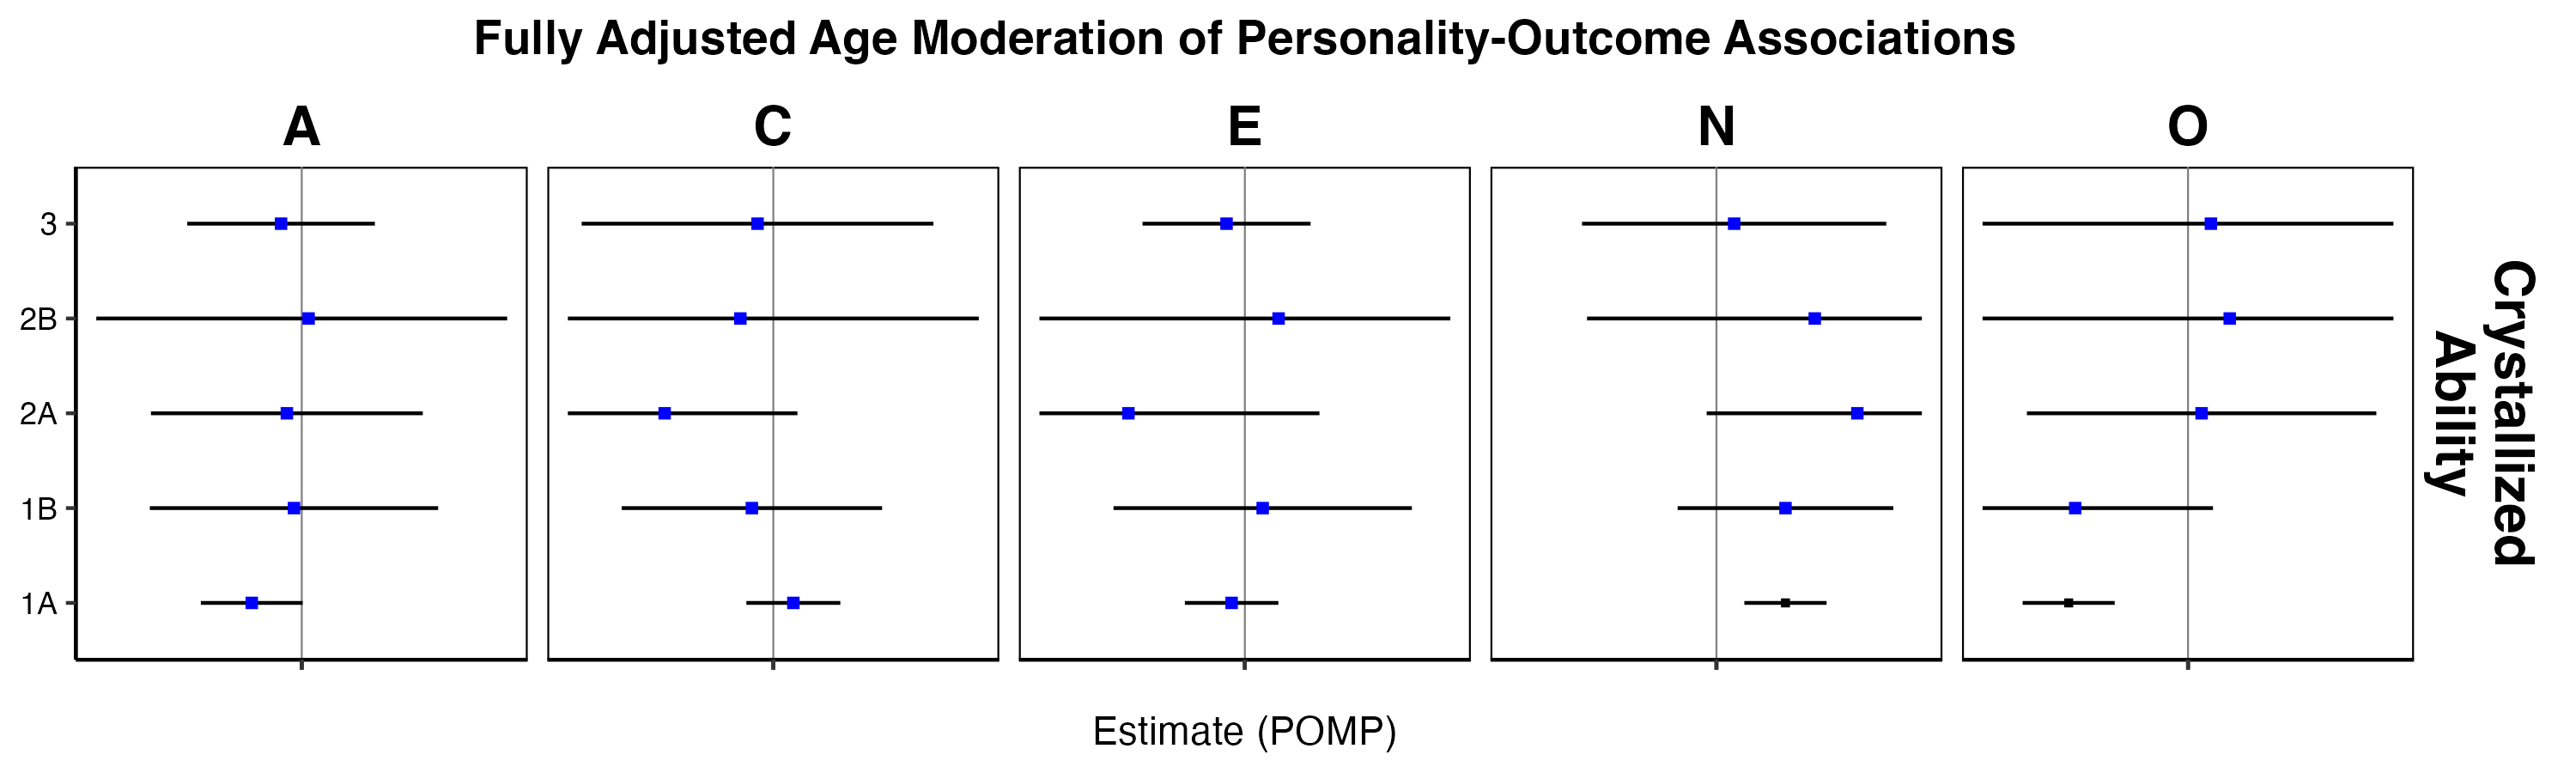 Fully Adjusted Age Moderation of Personality-Outcome Associations
A
C
E
N
O
3
2B
2A
1B
1A
Crystallized
Ability
Estimate (POMP)